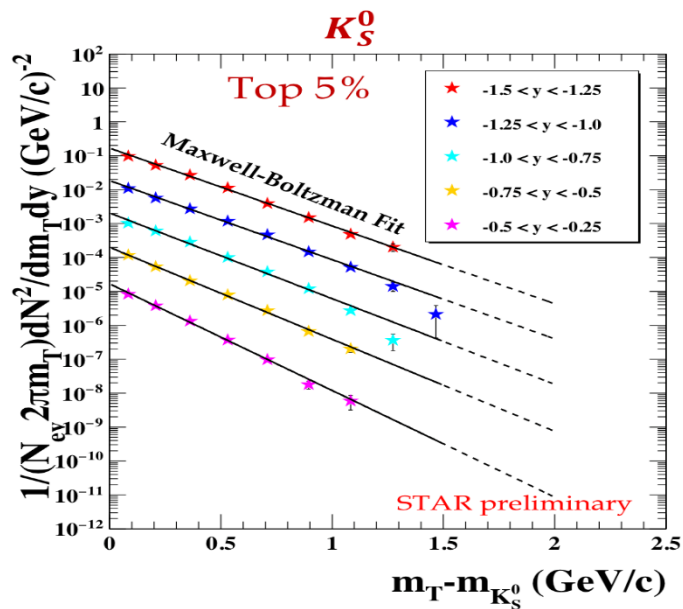 K_S^0
Top 5%
Maxwell-Boltzman Fit
-1.5 < y < -1.25
-1.25 < y < -1.0
-1.0 < y < -0.75
-0.75 < y < -0.5
-0.5 < y < -0.25
1/(N_ev 2πm_T)dN²/dm_Tdy (GeV/c)⁻²
10²
10
1
10⁻¹
10⁻²
10⁻³
10⁻⁴
10⁻⁵
10⁻⁶
10⁻⁷
10⁻⁸
10⁻⁹
10⁻¹⁰
10⁻¹¹
10⁻¹²
STAR preliminary
0 0.5 1 1.5 2 2.5
m_T-m_{K_S^0} (GeV/c)